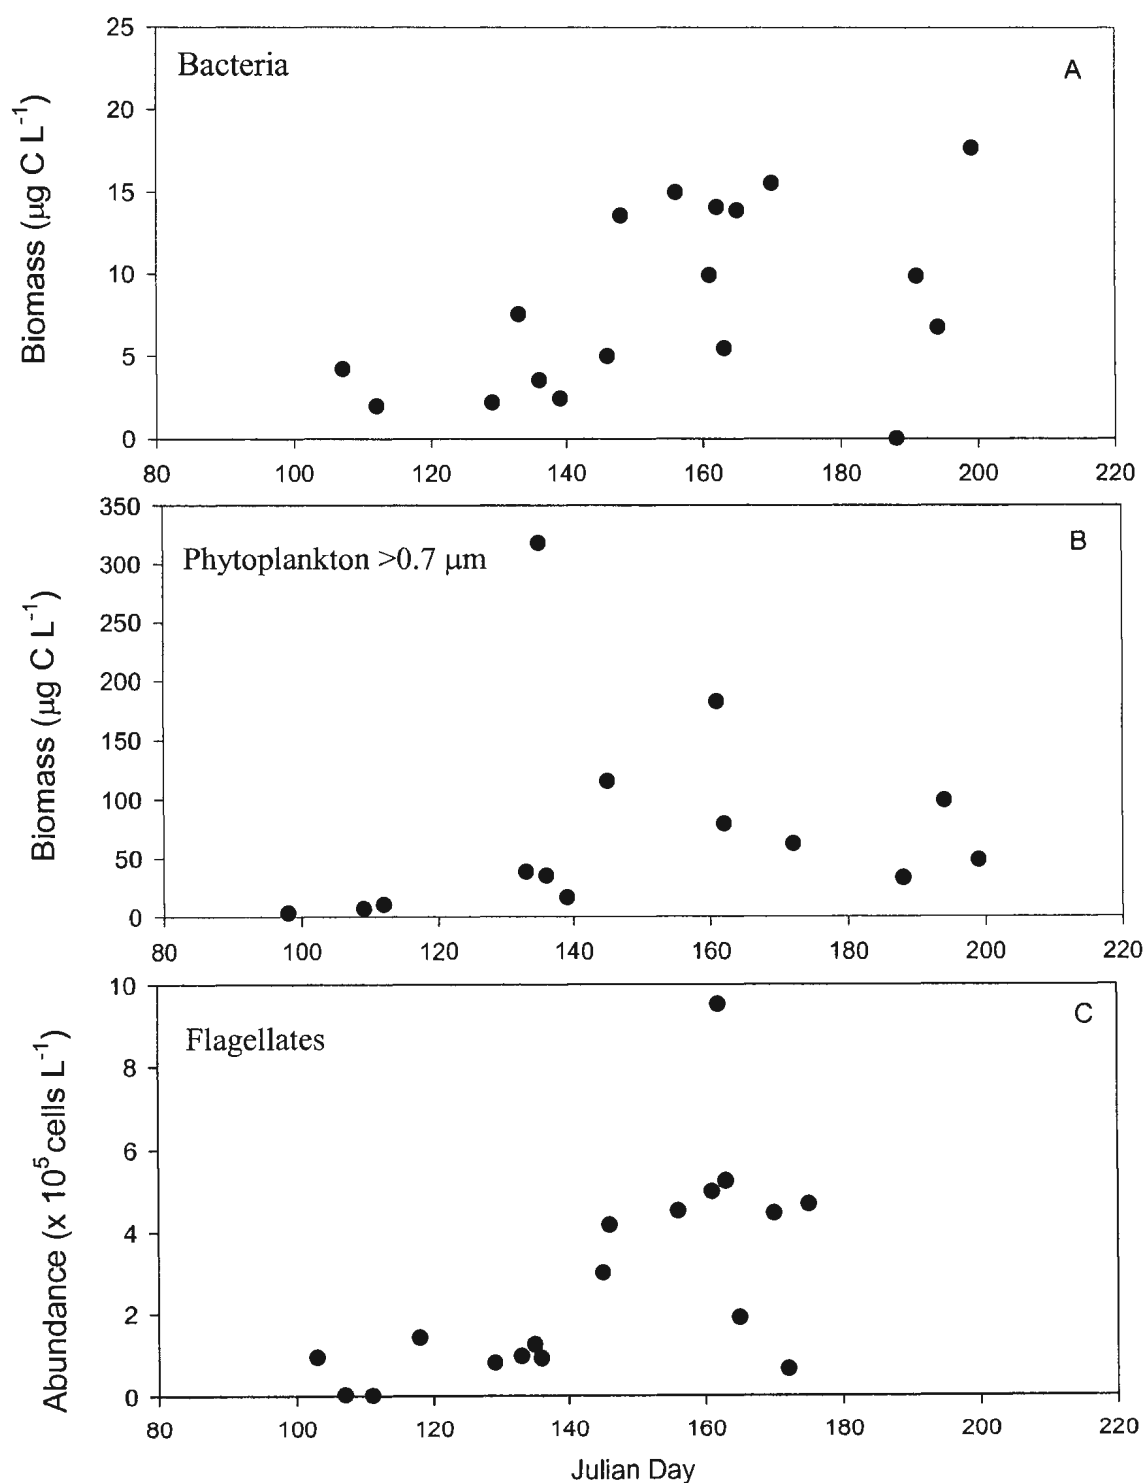 25
Bacteria
A
20
15
10
5
0
Biomass (μg C L⁻¹)
80 100 120 140 160 180 200 220
350
Phytoplankton >0.7 μm
B
300
250
200
150
100
50
0
Biomass (μg C L⁻¹)
80 100 120 140 160 180 200 220
10
Flagellates
C
8
6
4
2
0
Abundance (x 10⁵ cells L⁻¹)
80 100 120 140 160 180 200 220
Julian Day